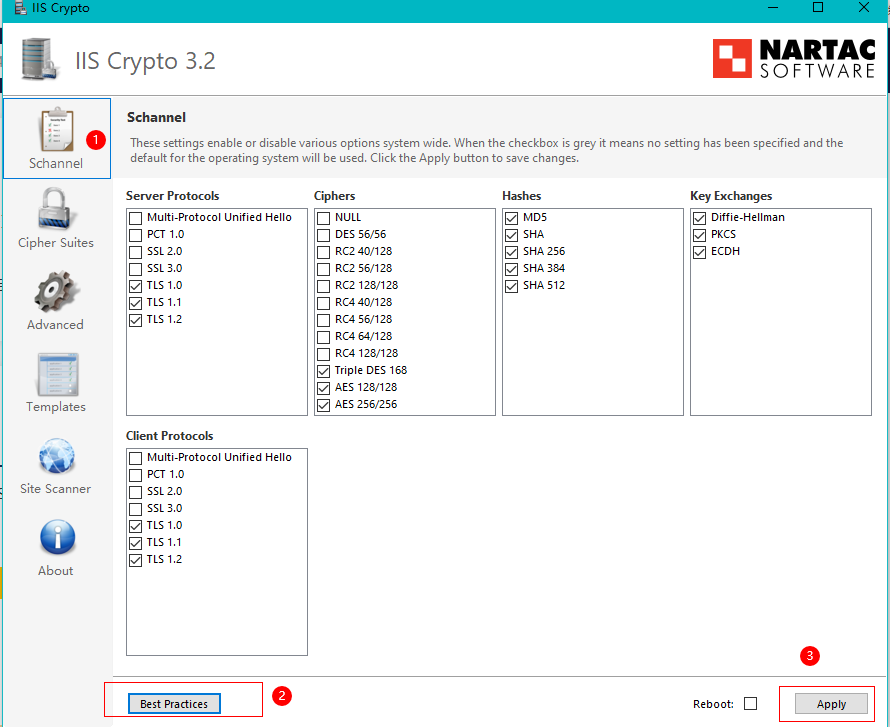 IIS Crypto
IIS Crypto 3.2
NARTAC
SOFTWARE
Schannel
1
Cipher Suites
Advanced
Templates
Site Scanner
About
Schannel
These settings enable or disable various options system wide. When the checkbox is grey it means no setting has been specified and the
default for the operating system will be used. Click the Apply button to save changes.
Server Protocols
Multi-Protocol Unified Hello
PCT 1.0
SSL 2.0
SSL 3.0
TLS 1.0
TLS 1.1
TLS 1.2
Ciphers
NULL
DES 56/56
RC2 40/128
RC2 56/128
RC2 128/128
RC4 40/128
RC4 56/128
RC4 64/128
RC4 128/128
Triple DES 168
AES 128/128
AES 256/256
Hashes
MD5
SHA
SHA 256
SHA 384
SHA 512
Key Exchanges
Diffie-Hellman
PKCS
ECDH
Client Protocols
Multi-Protocol Unified Hello
PCT 1.0
SSL 2.0
SSL 3.0
TLS 1.0
TLS 1.1
TLS 1.2
Best Practices
2
3
Reboot:
Apply